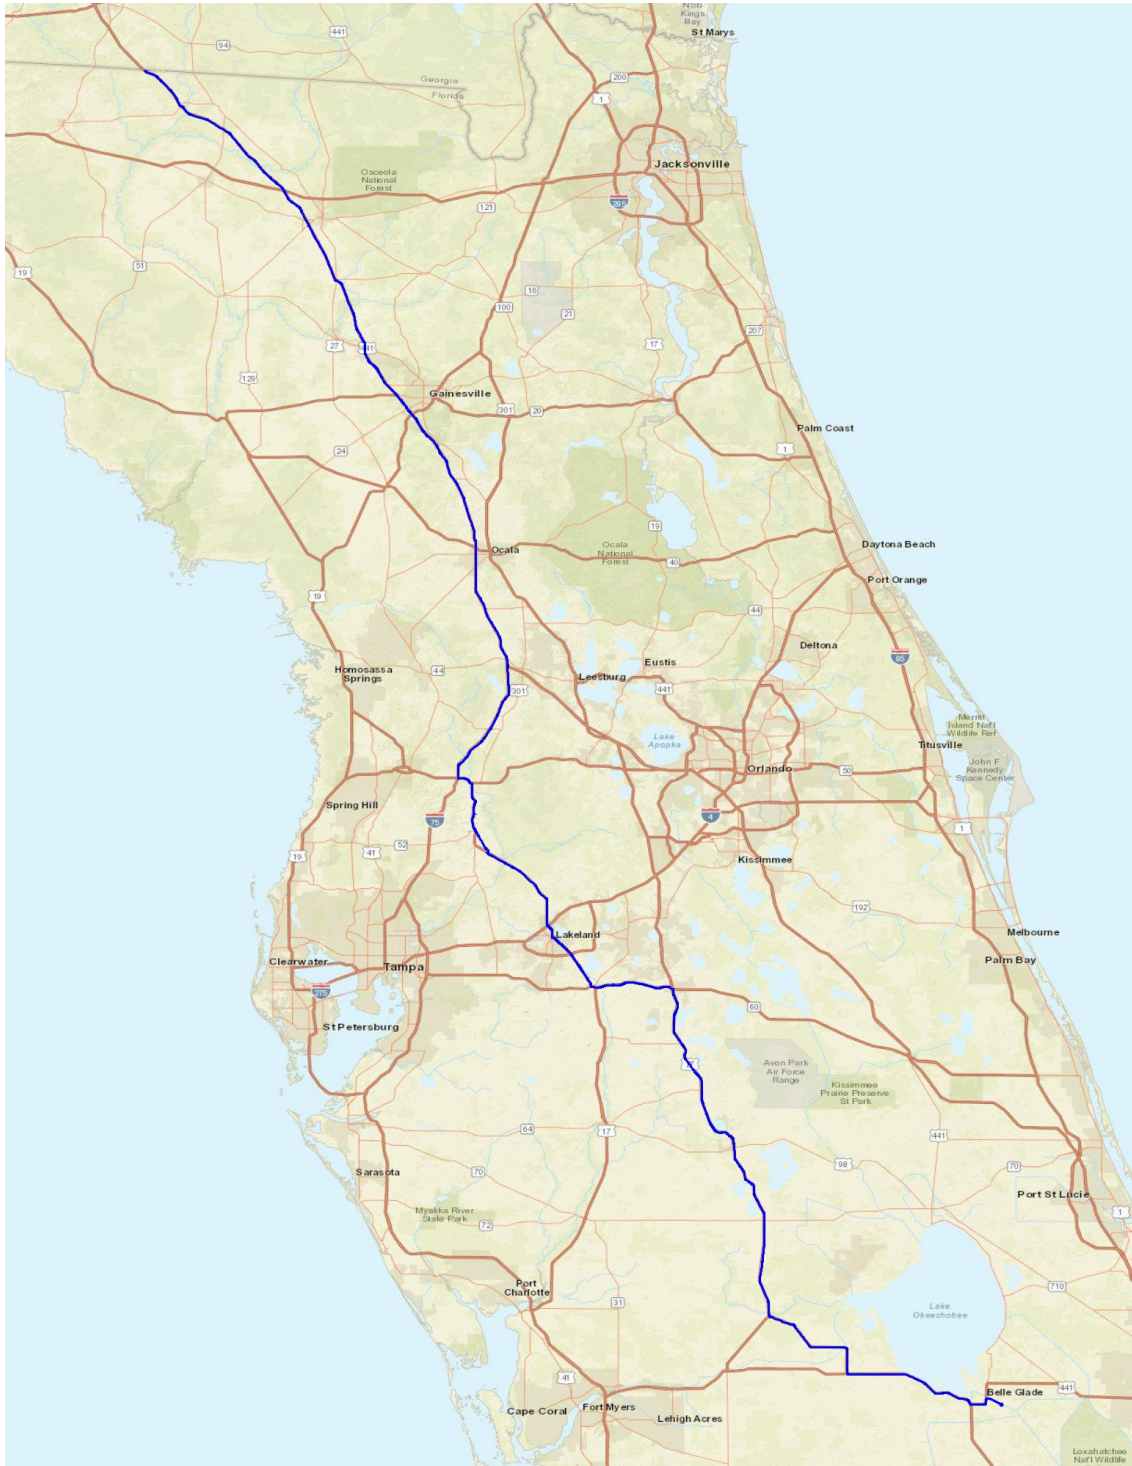 NSB
Kings
Bay
St Marys
441
94
Georgia
Florida
200
1
Jacksonville
Osceola
National
Forest
295
121
51
19
16
100
21
207
27
441
17
129
Gainesville
301
20
Palm Coast
24
1
19
Ocala
Ocala
National
Forest
40
Daytona Beach
Port Orange
19
44
Deltona
95
Eustis
Homosassa
Springs
44
Leesburg
441
301
Merritt
Island Nat'l
Wildlife Ref
Lake
Apopka
Titusville
Orlando
50
John F
Kennedy
Space Center
Spring Hill
75
4
1
52
41
19
Kissimmee
192
Lakeland
Melbourne
Clearwater
Tampa
Palm Bay
275
60
St Petersburg
Avon Park
Air Force
Range
Kissimmee
Prairie Preserve
St Park
64
17
441
98
70
70
Sarasota
Port St Lucie
Myakka River
State Park
72
1
Port
Charlotte
710
31
Lake
Okeechobee
41
Belle Glade
441
Cape Coral
Fort Myers
Lehigh Acres
Loxahatchee
Nat'l Wildlife